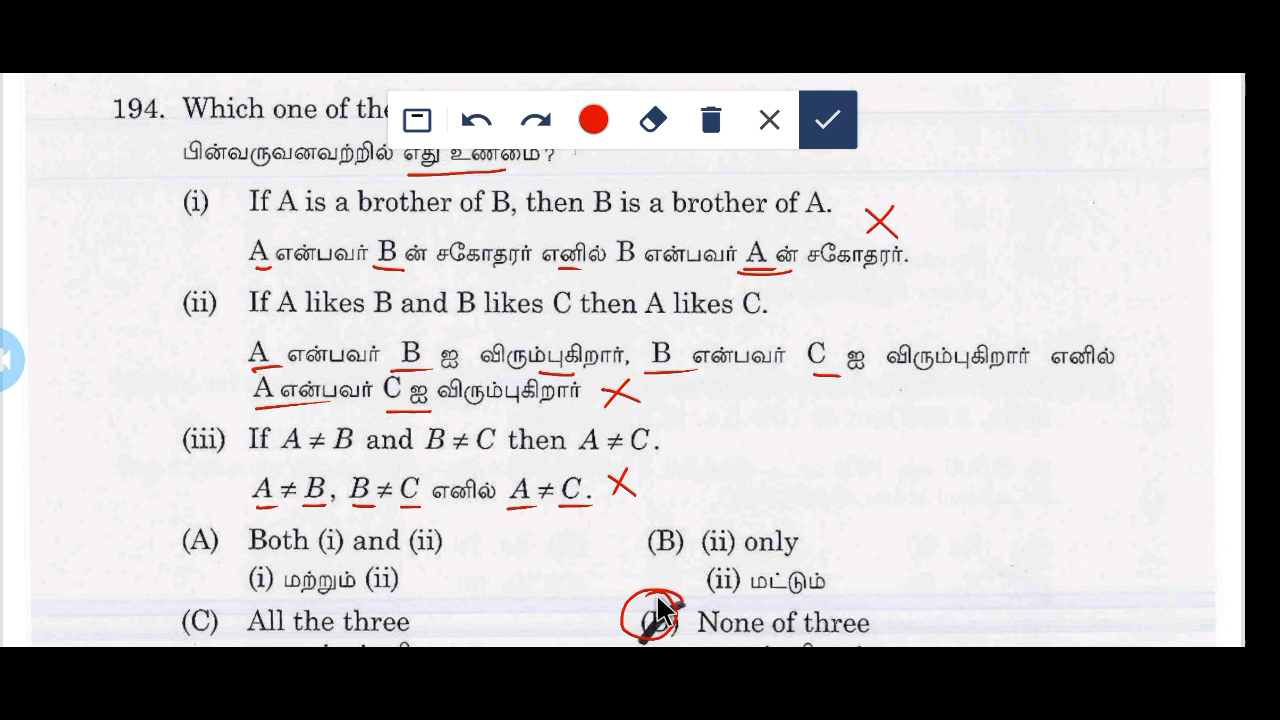 194. Which one of the
பின்வருவனவற்றில் எது உண்மை?
(i) If A is a brother of B, then B is a brother of A.
A என்பவர் B ன் சகோதரர் எனில் B என்பவர் A ன் சகோதரர்.
(ii) If A likes B and B likes C then A likes C.
A என்பவர் B ஐ விரும்புகிறார், B என்பவர் C ஐ விரும்புகிறார் எனில்
A என்பவர் C ஐ விரும்புகிறார்
(iii) If A ≠ B and B ≠ C then A ≠ C.
A ≠ B, B ≠ C எனில் A ≠ C.
(A) Both (i) and (ii) (B) (ii) only
(i) மற்றும் (ii) (ii) மட்டும்
(C) All the three None of three